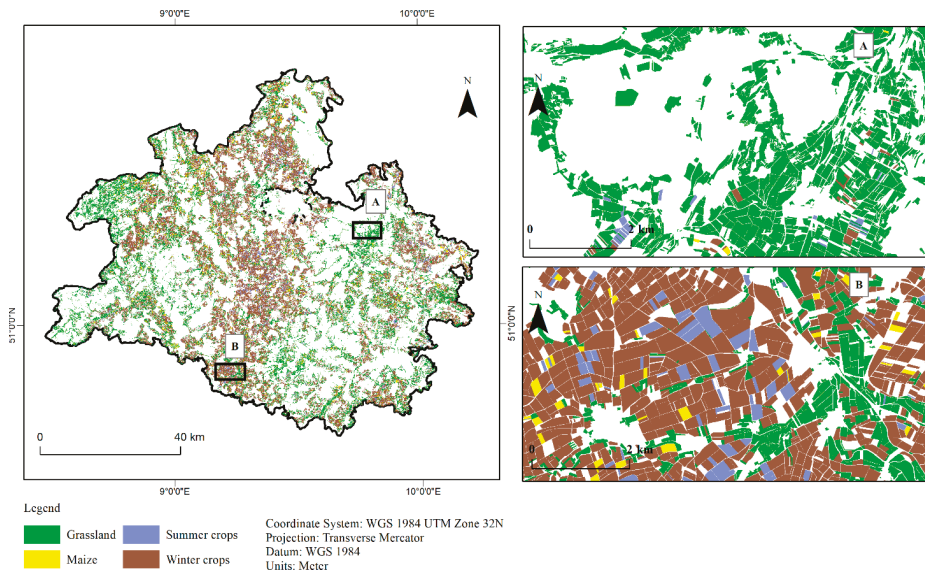 9°0'0"E
10°0'0"E
N
A
B
51°0'0"N
0
40 km
9°0'0"E
10°0'0"E
A
N
0
2 km
B
N
51°0'0"N
0
2 km
Legend
Grassland
Summer crops
Maize
Winter crops
Coordinate System: WGS 1984 UTM Zone 32N
Projection: Transverse Mercator
Datum: WGS 1984
Units: Meter